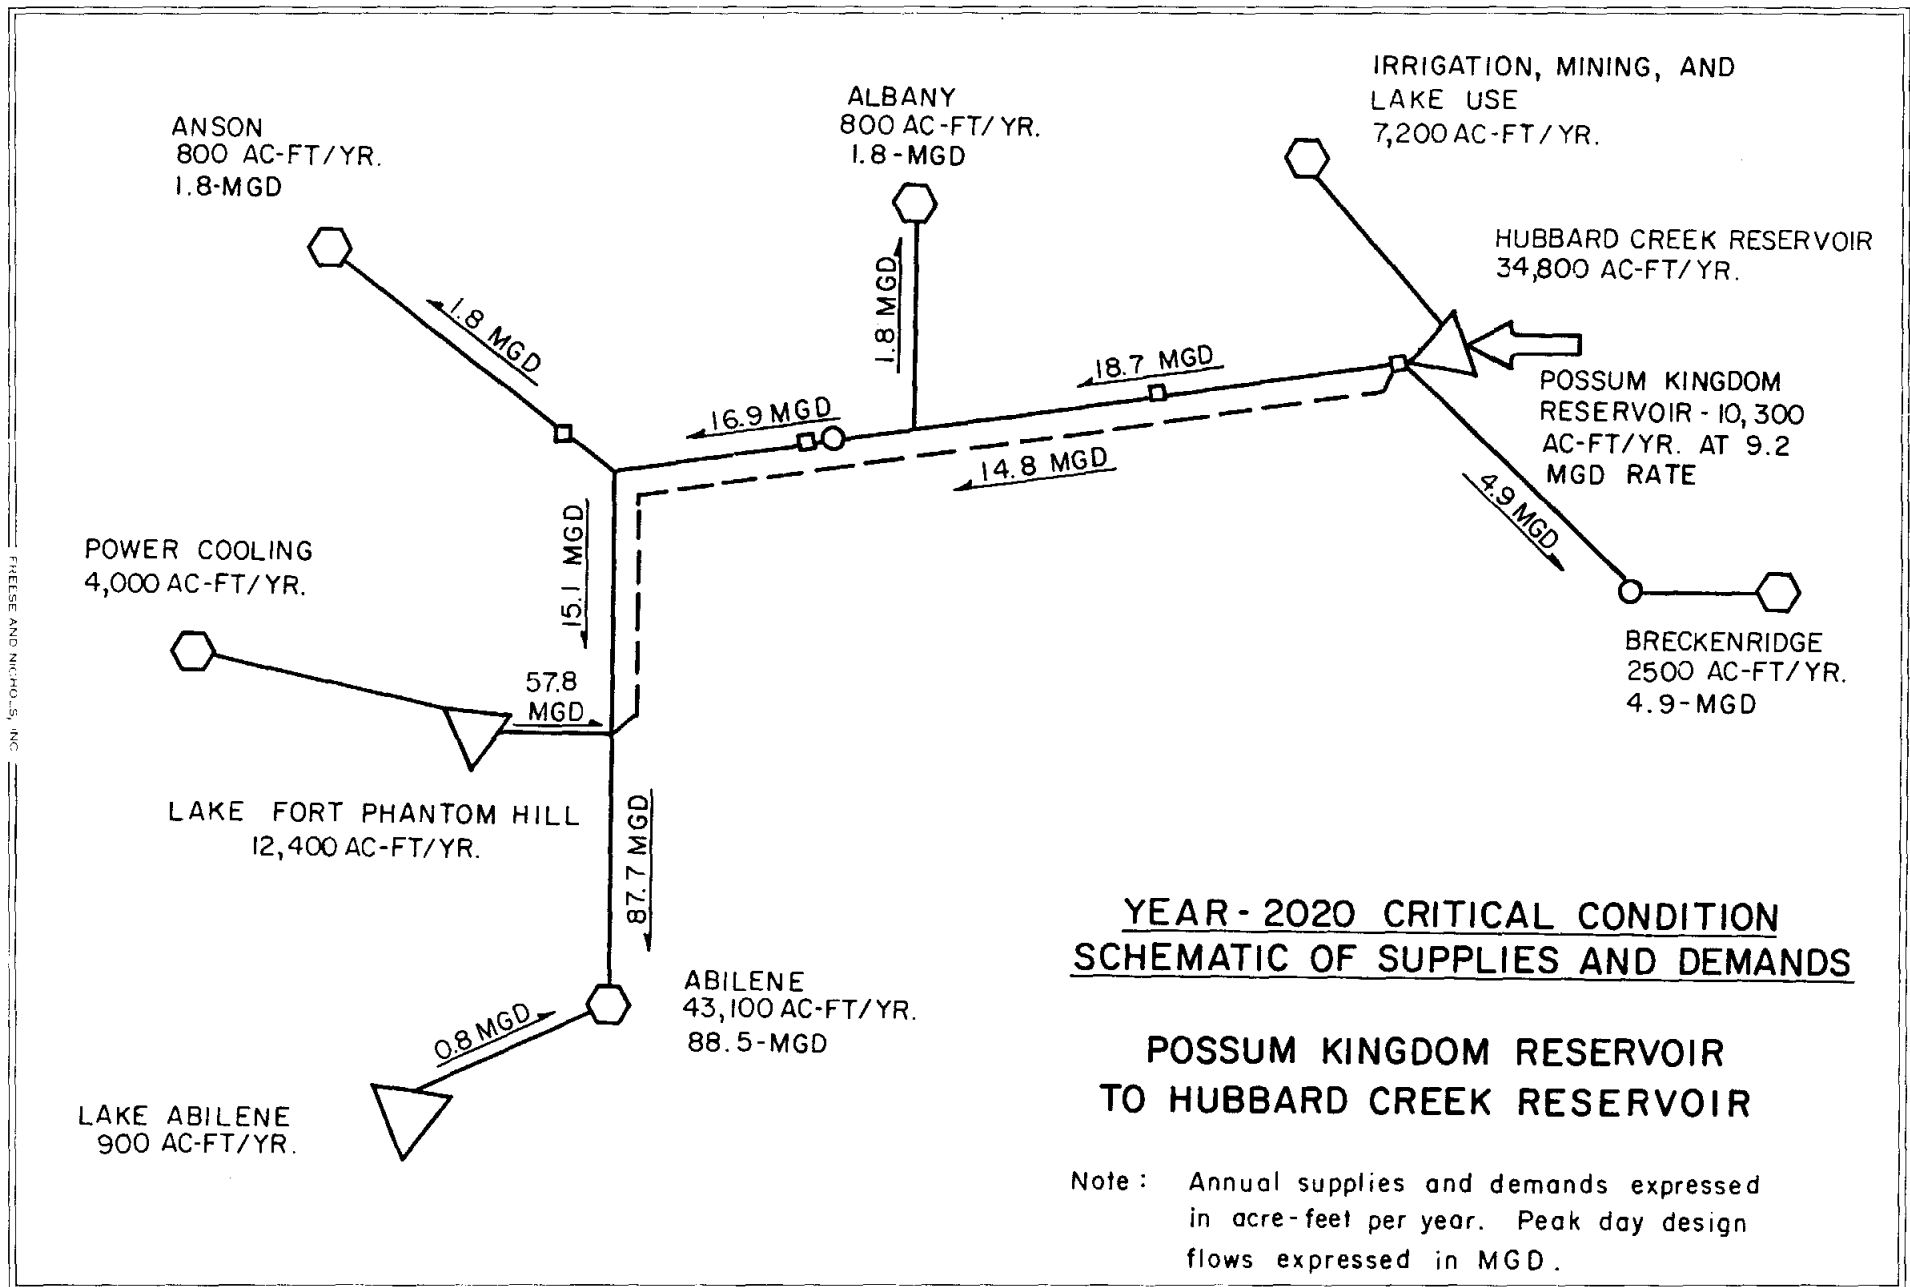 IRRIGATION, MINING, AND
LAKE USE
7,200 AC-FT/YR.
ALBANY
800 AC-FT/YR.
1.8-MGD
ANSON
800 AC-FT/YR.
1.8-MGD
HUBBARD CREEK RESERVOIR
34,800 AC-FT/YR.
1.8 MGD
1.8 MGD
18.7 MGD
16.9 MGD
14.8 MGD
POSSUM KINGDOM
RESERVOIR - 10,300
AC-FT/YR. AT 9.2
MGD RATE
4.9 MGD
15.1 MGD
POWER COOLING
4,000 AC-FT/YR.
BRECKENRIDGE
2500 AC-FT/YR.
4.9-MGD
57.8
MGD
LAKE FORT PHANTOM HILL
12,400 AC-FT/YR.
87.7 MGD
ABILENE
43,100 AC-FT/YR.
88.5-MGD
0.8 MGD
LAKE ABILENE
900 AC-FT/YR.
YEAR-2020 CRITICAL CONDITION
SCHEMATIC OF SUPPLIES AND DEMANDS
POSSUM KINGDOM RESERVOIR
TO HUBBARD CREEK RESERVOIR
Note: Annual supplies and demands expressed
in acre-feet per year. Peak day design
flows expressed in MGD.
FREESE AND NICHOLS, INC.